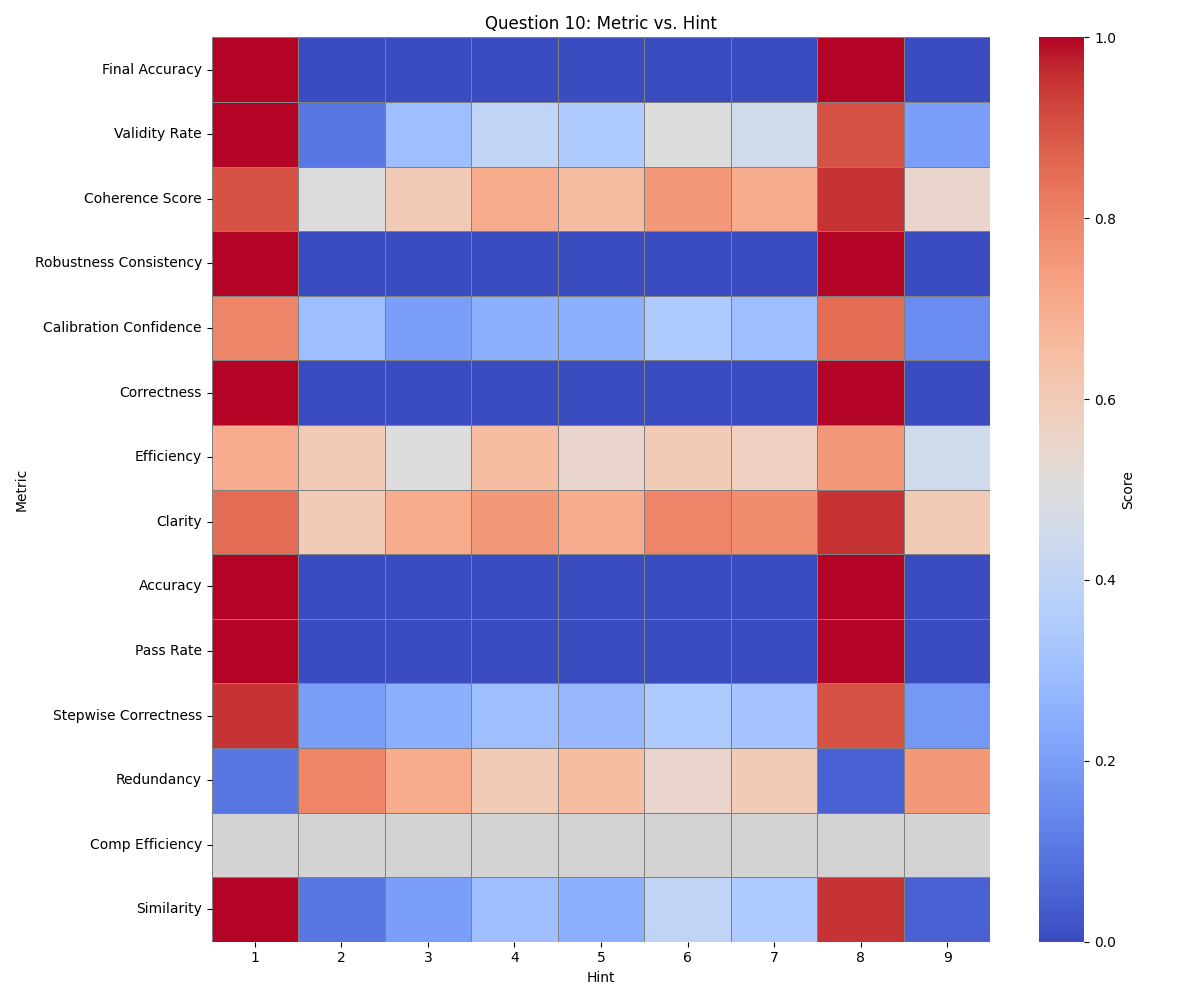 Question 10: Metric vs. Hint
Final Accuracy
Validity Rate
Coherence Score
Robustness Consistency
Calibration Confidence
Correctness
Efficiency
Clarity
Accuracy
Pass Rate
Stepwise Correctness
Redundancy
Comp Efficiency
Similarity
Metric
1 2 3 4 5 6 7 8 9
Hint
1.0
0.8
0.6
0.4
0.2
0.0
Score